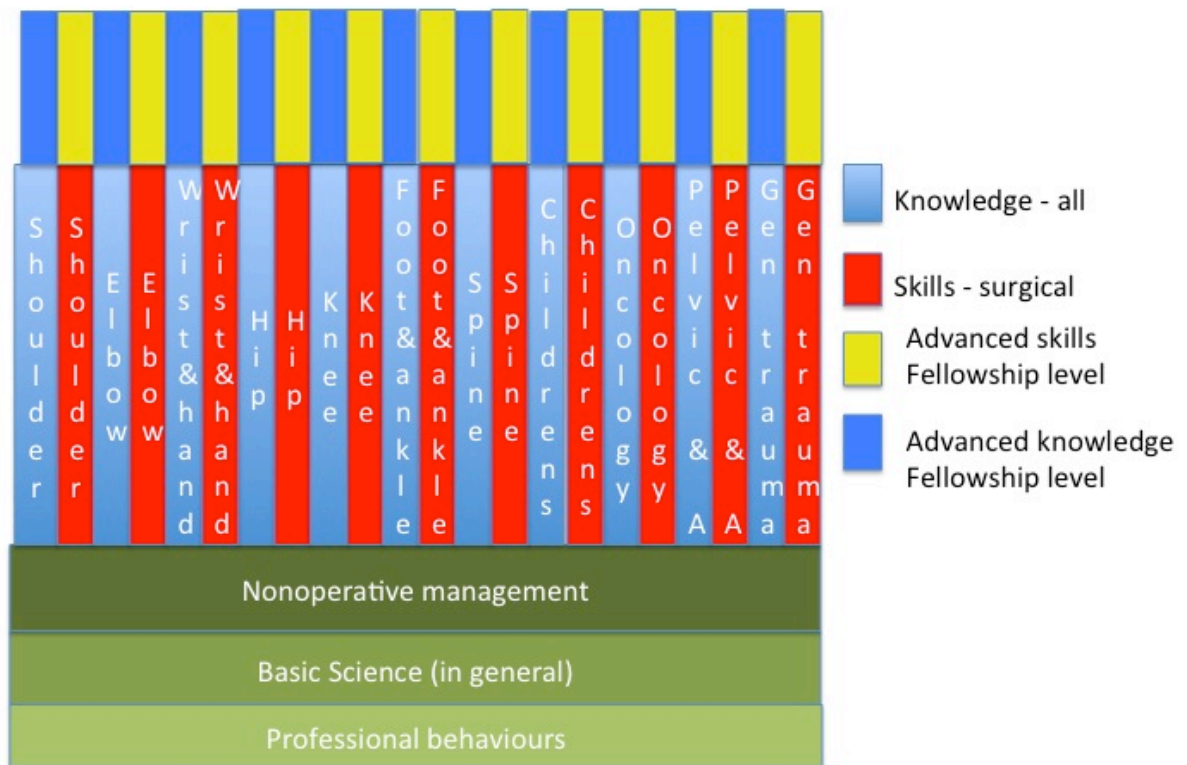 Shoulder
Shoulder
Elbow
Elbow
Wrist&hand
Wrist&hand
Hip
Hip
Knee
Knee
Foot&ankle
Foot&ankle
Spine
Spine
Childrens
Childrens
Oncology
Oncology
Pelvic & A
Pelvic & A
Gen trauma
Gen trauma
Nonoperative management
Basic Science (in general)
Professional behaviours
Knowledge - all
Skills - surgical
Advanced skills
Fellowship level
Advanced knowledge
Fellowship level